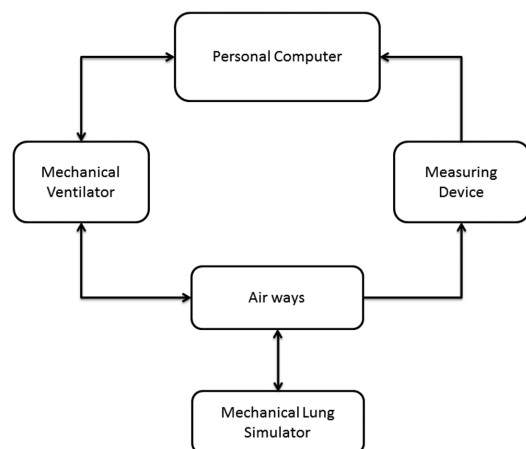 Personal Computer
Mechanical
Ventilator
Measuring
Device
Air ways
Mechanical Lung
Simulator